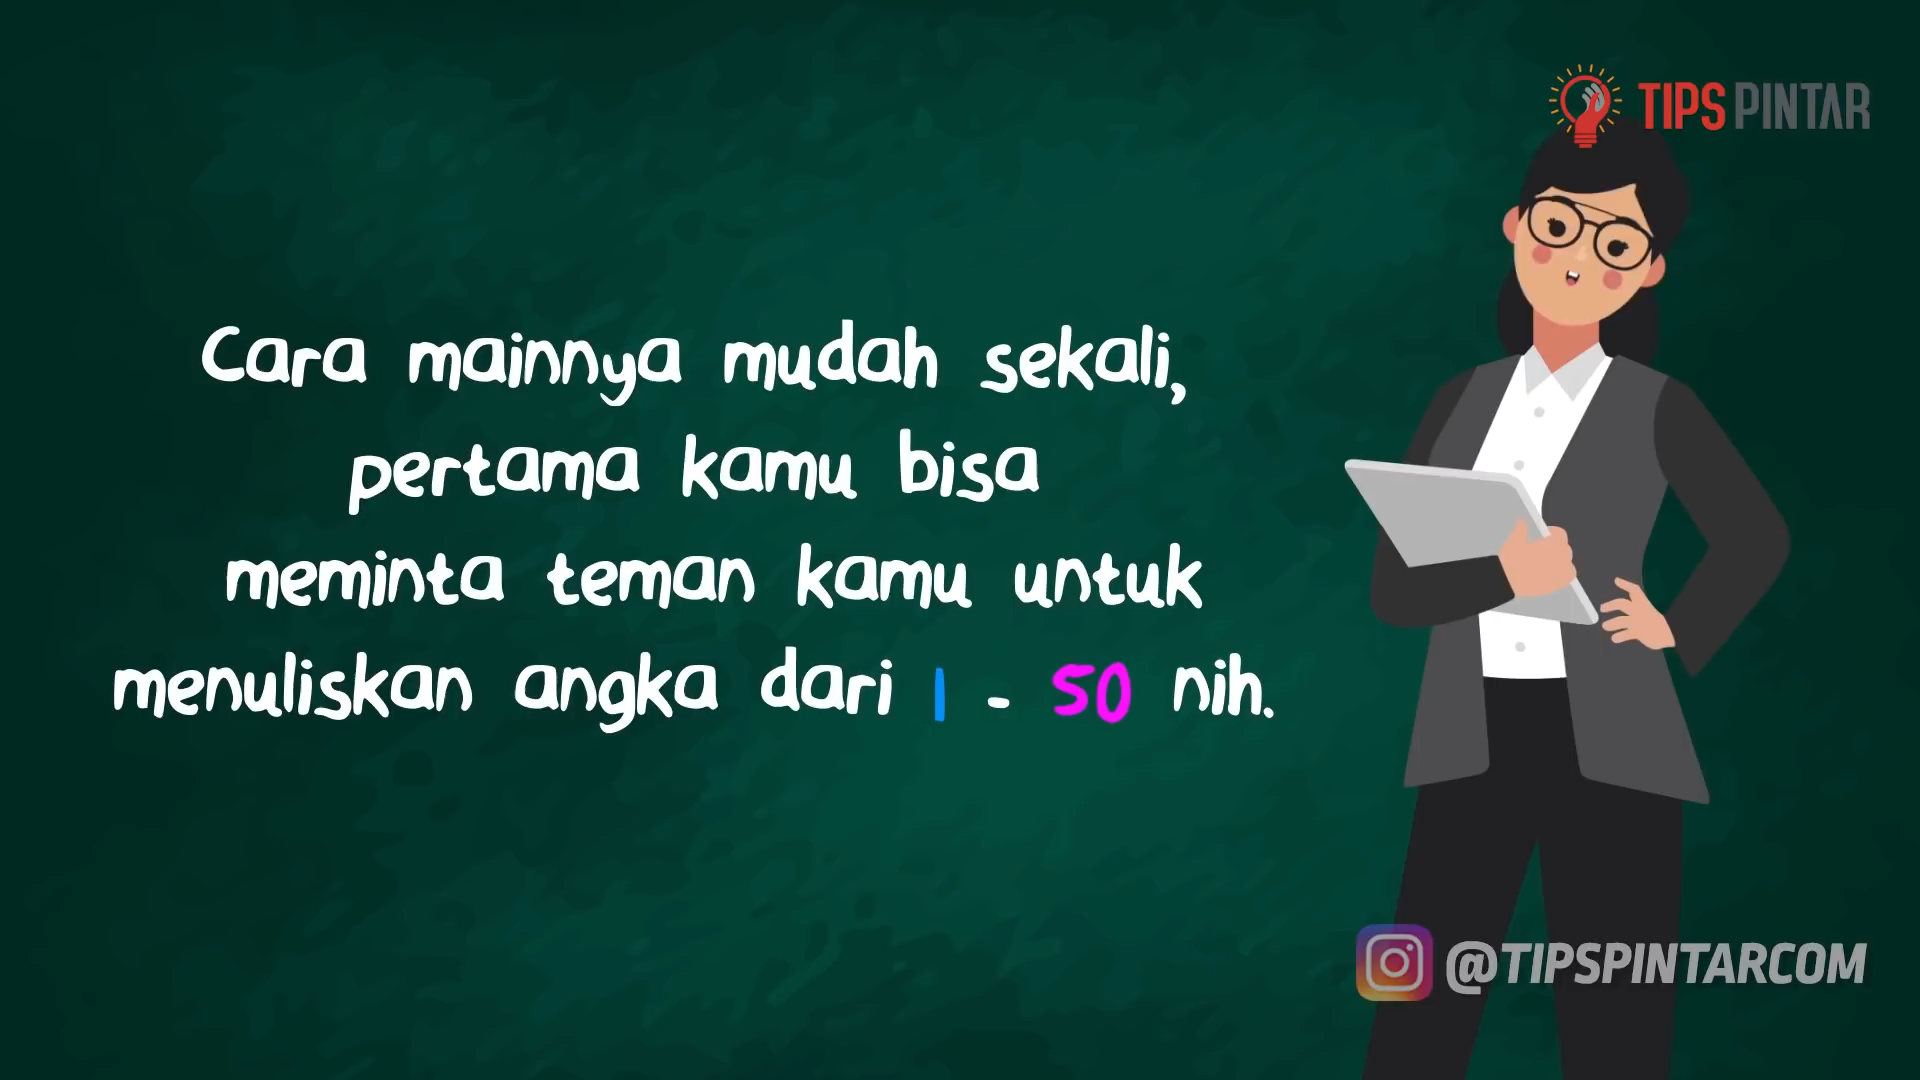 TIPS PINTAR
Cara mainnya mudah sekali,
pertama kamu bisa
meminta teman kamu untuk
menuliskan angka dari 1 - 50 nih.
@TIPSPINTARCOM